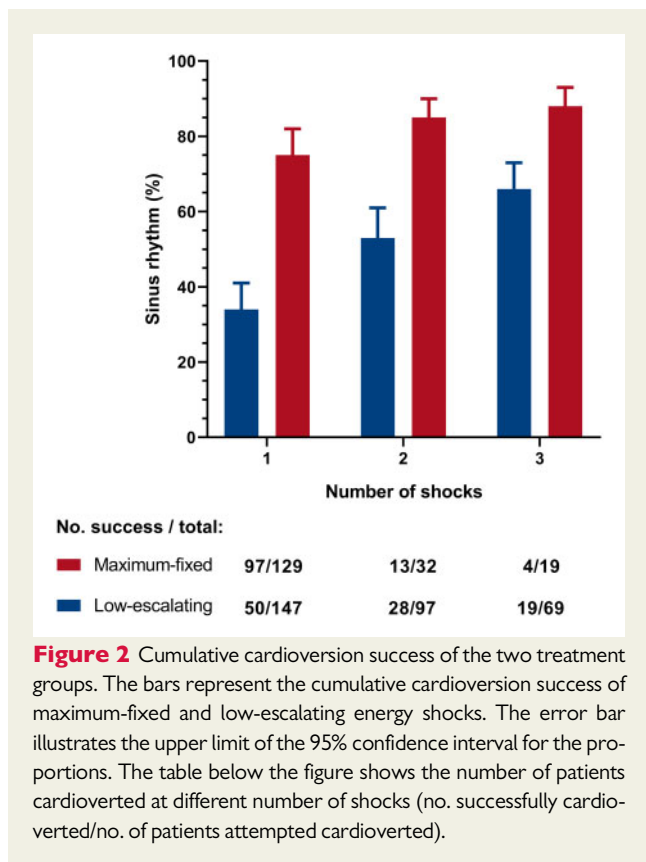 100
80
60
40
20
0
Sinus rhythm (%)
1 2 3
Number of shocks
No. success / total:
Maximum-fixed 97/129 13/32 4/19
Low-escalating 50/147 28/97 19/69
Figure 2 Cumulative cardioversion success of the two treatment
groups. The bars represent the cumulative cardioversion success of
maximum-fixed and low-escalating energy shocks. The error bar
illustrates the upper limit of the 95% confidence interval for the pro-
portions. The table below the figure shows the number of patients
cardioverted at different number of shocks (no. successfully cardio-
verted/no. of patients attempted cardioverted).